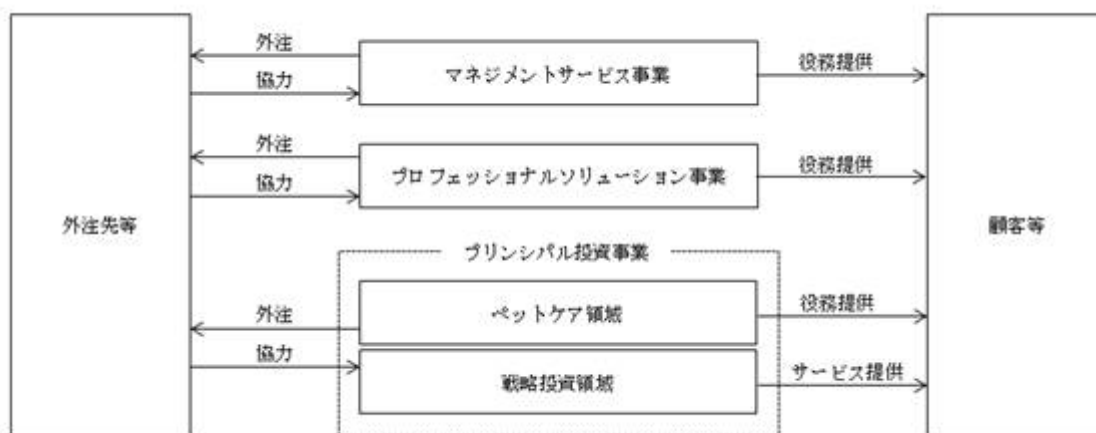 外注
マネジメントサービス事業
役務提供
協力
外注
プロフェッショナルソリューション事業
役務提供
協力
外注先等
顧客等
プリンシパル投資事業
外注
ペットケア領域
役務提供
協力
戦略投資領域
サービス提供